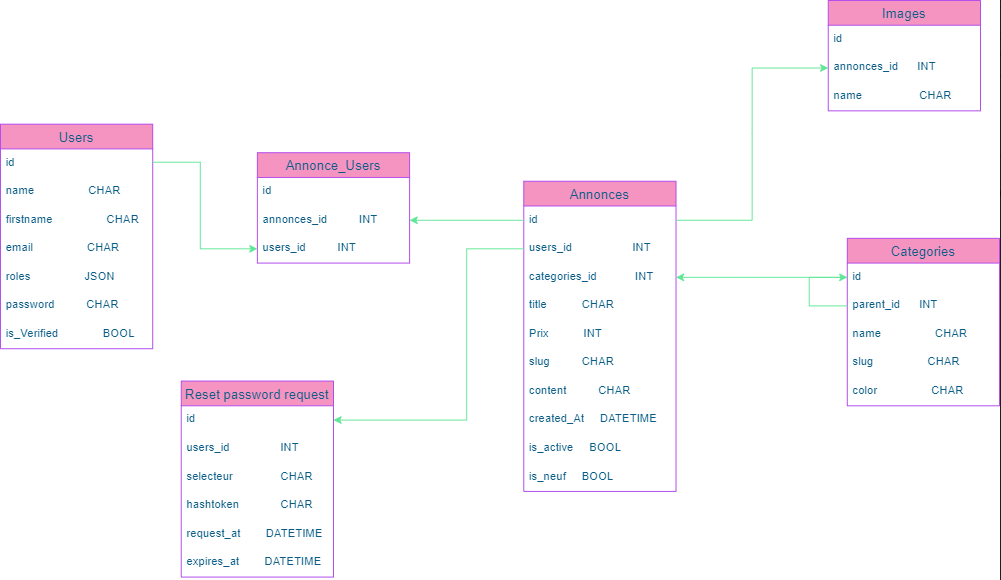 Images
id
annonces_id INT
name CHAR
Users
id
name CHAR
firstname CHAR
email CHAR
roles JSON
password CHAR
is_Verified BOOL
Annonce_Users
id
annonces_id INT
users_id INT
Annonces
id
users_id INT
categories_id INT
title CHAR
Prix INT
slug CHAR
content CHAR
created_At DATETIME
is_active BOOL
is_neuf BOOL
Categories
id
parent_id INT
name CHAR
slug CHAR
color CHAR
Reset password request
id
users_id INT
selecteur CHAR
hashtoken CHAR
request_at DATETIME
expires_at DATETIME